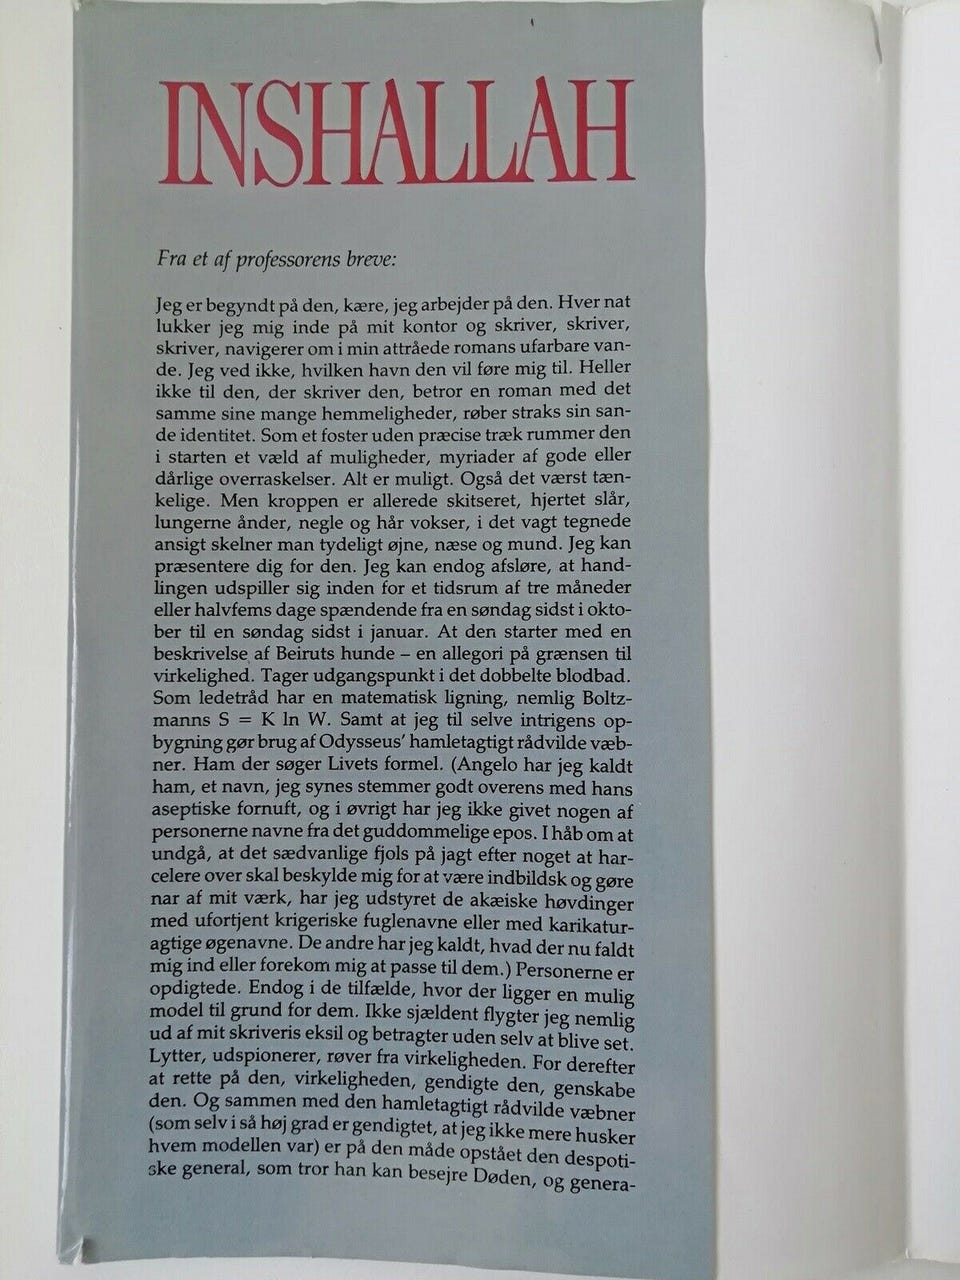 INSHALLAH
Fra et af professorens breve:
Jeg er begyndt på den, kære, jeg arbejder på den. Hver nat
lukker jeg mig inde på mit kontor og skriver, skriver,
skriver, navigerer om i min attråede romans ufarbare van-
de. Jeg ved ikke, hvilken havn den vil føre mig til. Heller
ikke til den, der skriver den, betror en roman med det
samme sine mange hemmeligheder, røber straks sin san-
de identitet. Som et foster uden præcise træk rummer den
i starten et væld af muligheder, myriader af gode eller
dårlige overraskelser. Alt er muligt. Også det værst tæn-
kelige. Men kroppen er allerede skitseret, hjertet slår,
lungerne ånder, negle og hår vokser, i det vagt tegnede
ansigt skelner man tydeligt øjne, næse og mund. Jeg kan
præsentere dig for den. Jeg kan endog afsløre, at hand-
lingen udspiller sig inden for et tidsrum af tre måneder
eller halvfems dage spændende fra en søndag sidst i okto-
ber til en søndag sidst i januar. At den starter med en
beskrivelse af Beiruts hunde – en allegori på grænsen til
virkelighed. Tager udgangspunkt i det dobbelte blodbad.
Som ledetråd har en matematisk ligning, nemlig Boltz-
manns S = K ln W. Samt at jeg til selve intrigens op-
bygning gør brug af Odysseus' hamletagtigt rådvilde væb-
ner. Ham der søger Livets formel. (Angelo har jeg kaldt
ham, et navn, jeg synes stemmer godt overens med hans
aseptiske fornuft, og i øvrigt har jeg ikke givet nogen af
personerne navne fra det guddommelige epos. I håb om at
undgå, at det sædvanlige fjols på jagt efter noget at har-
celere over skal beskylde mig for at være indbildsk og gøre
nar af mit værk, har jeg udstyret de akæiske høvdinger
med ufortjent krigeriske fuglenavne eller med karikatur-
agtige øgenavne. De andre har jeg kaldt, hvad der nu faldt
mig ind eller forekom mig at passe til dem.) Personerne er
opdigtede. Endog i de tilfælde, hvor der ligger en mulig
model til grund for dem. Ikke sjældent flygter jeg nemlig
ud af mit skriveris eksil og betragter uden selv at blive set.
Lytter, udspionerer, røver fra virkeligheden. For derefter
at rette på den, virkeligheden, gendigte den, genskabe
den. Og sammen med den hamletagtigt rådvilde væbner
(som selv i så høj grad er gendigtet, at jeg ikke mere husker
hvem modellen var) er på den måde opstået den despoti-
ske general, som tror han kan besejre Døden, og genera-